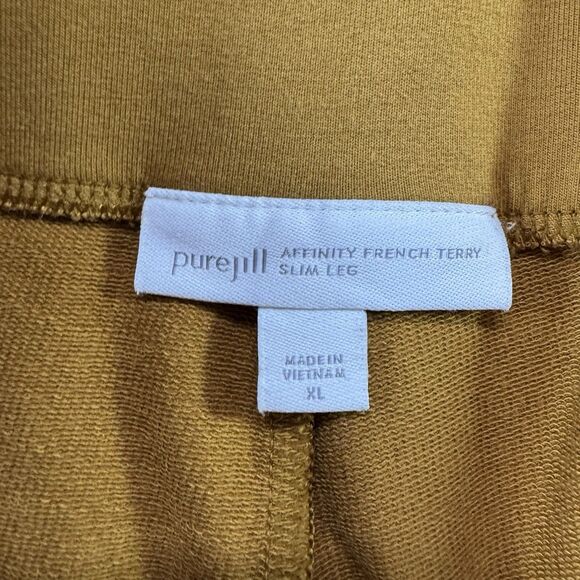 purejill AFFINITY FRENCH TERRY
SLIM LEG
MADE IN
VIETNAM
XL